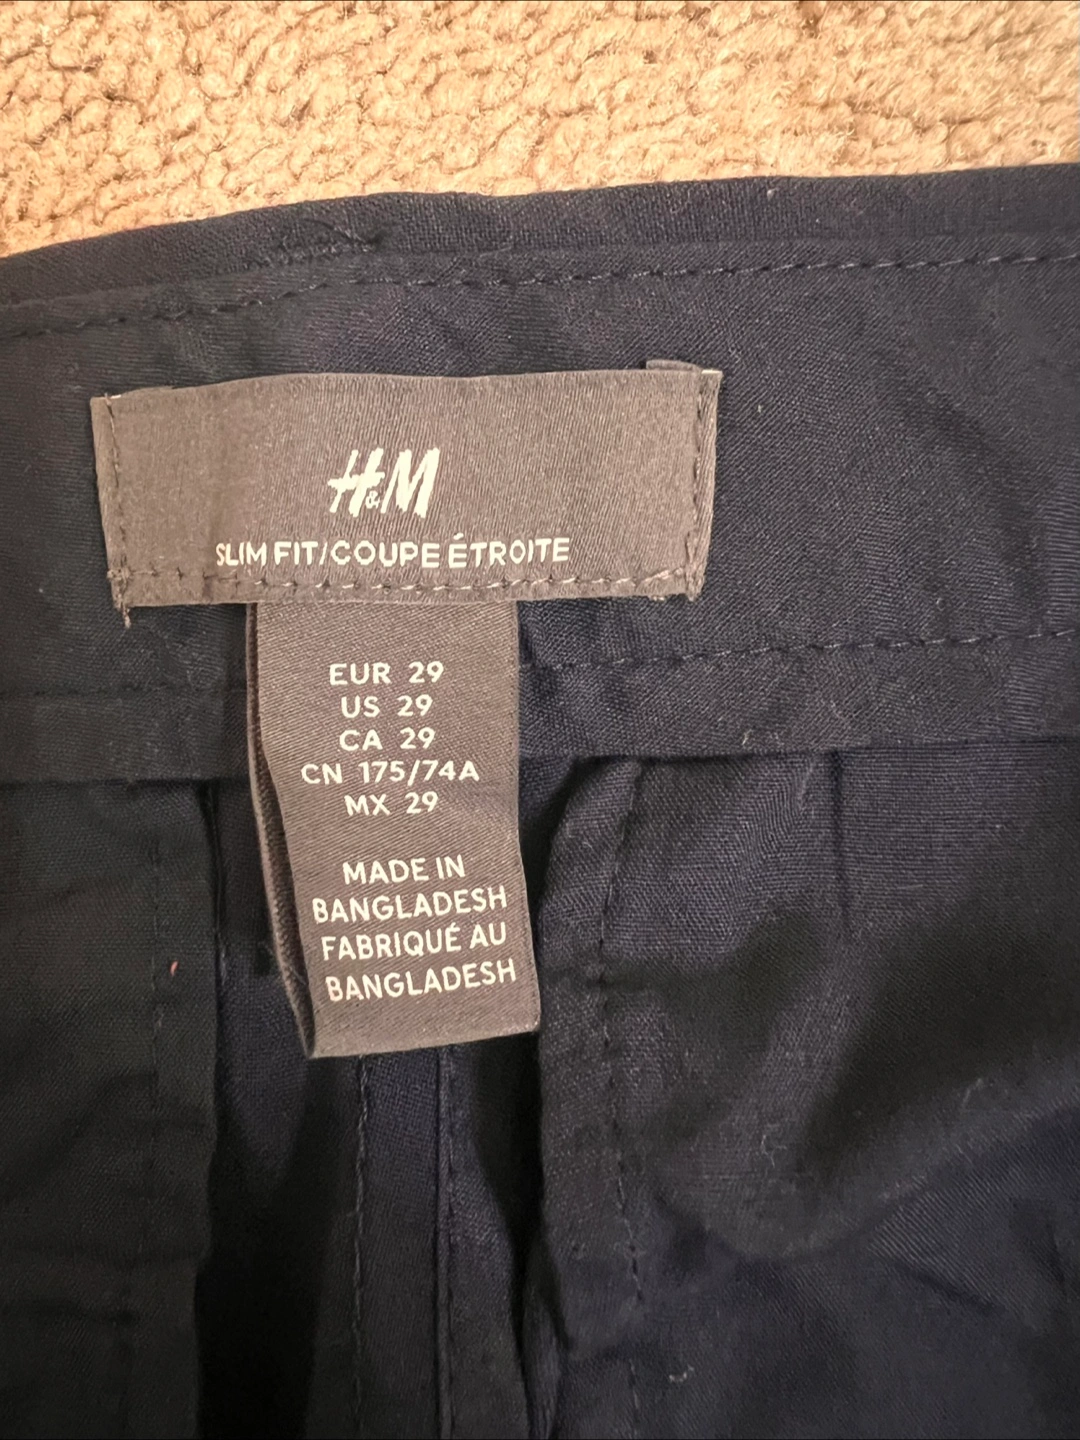 H&M
SLIM FIT/COUPE ÉTROITE
EUR 29
US 29
CA 29
CN 175/74A
MX 29
MADE IN
BANGLADESH
FABRIQUÉ AU
BANGLADESH